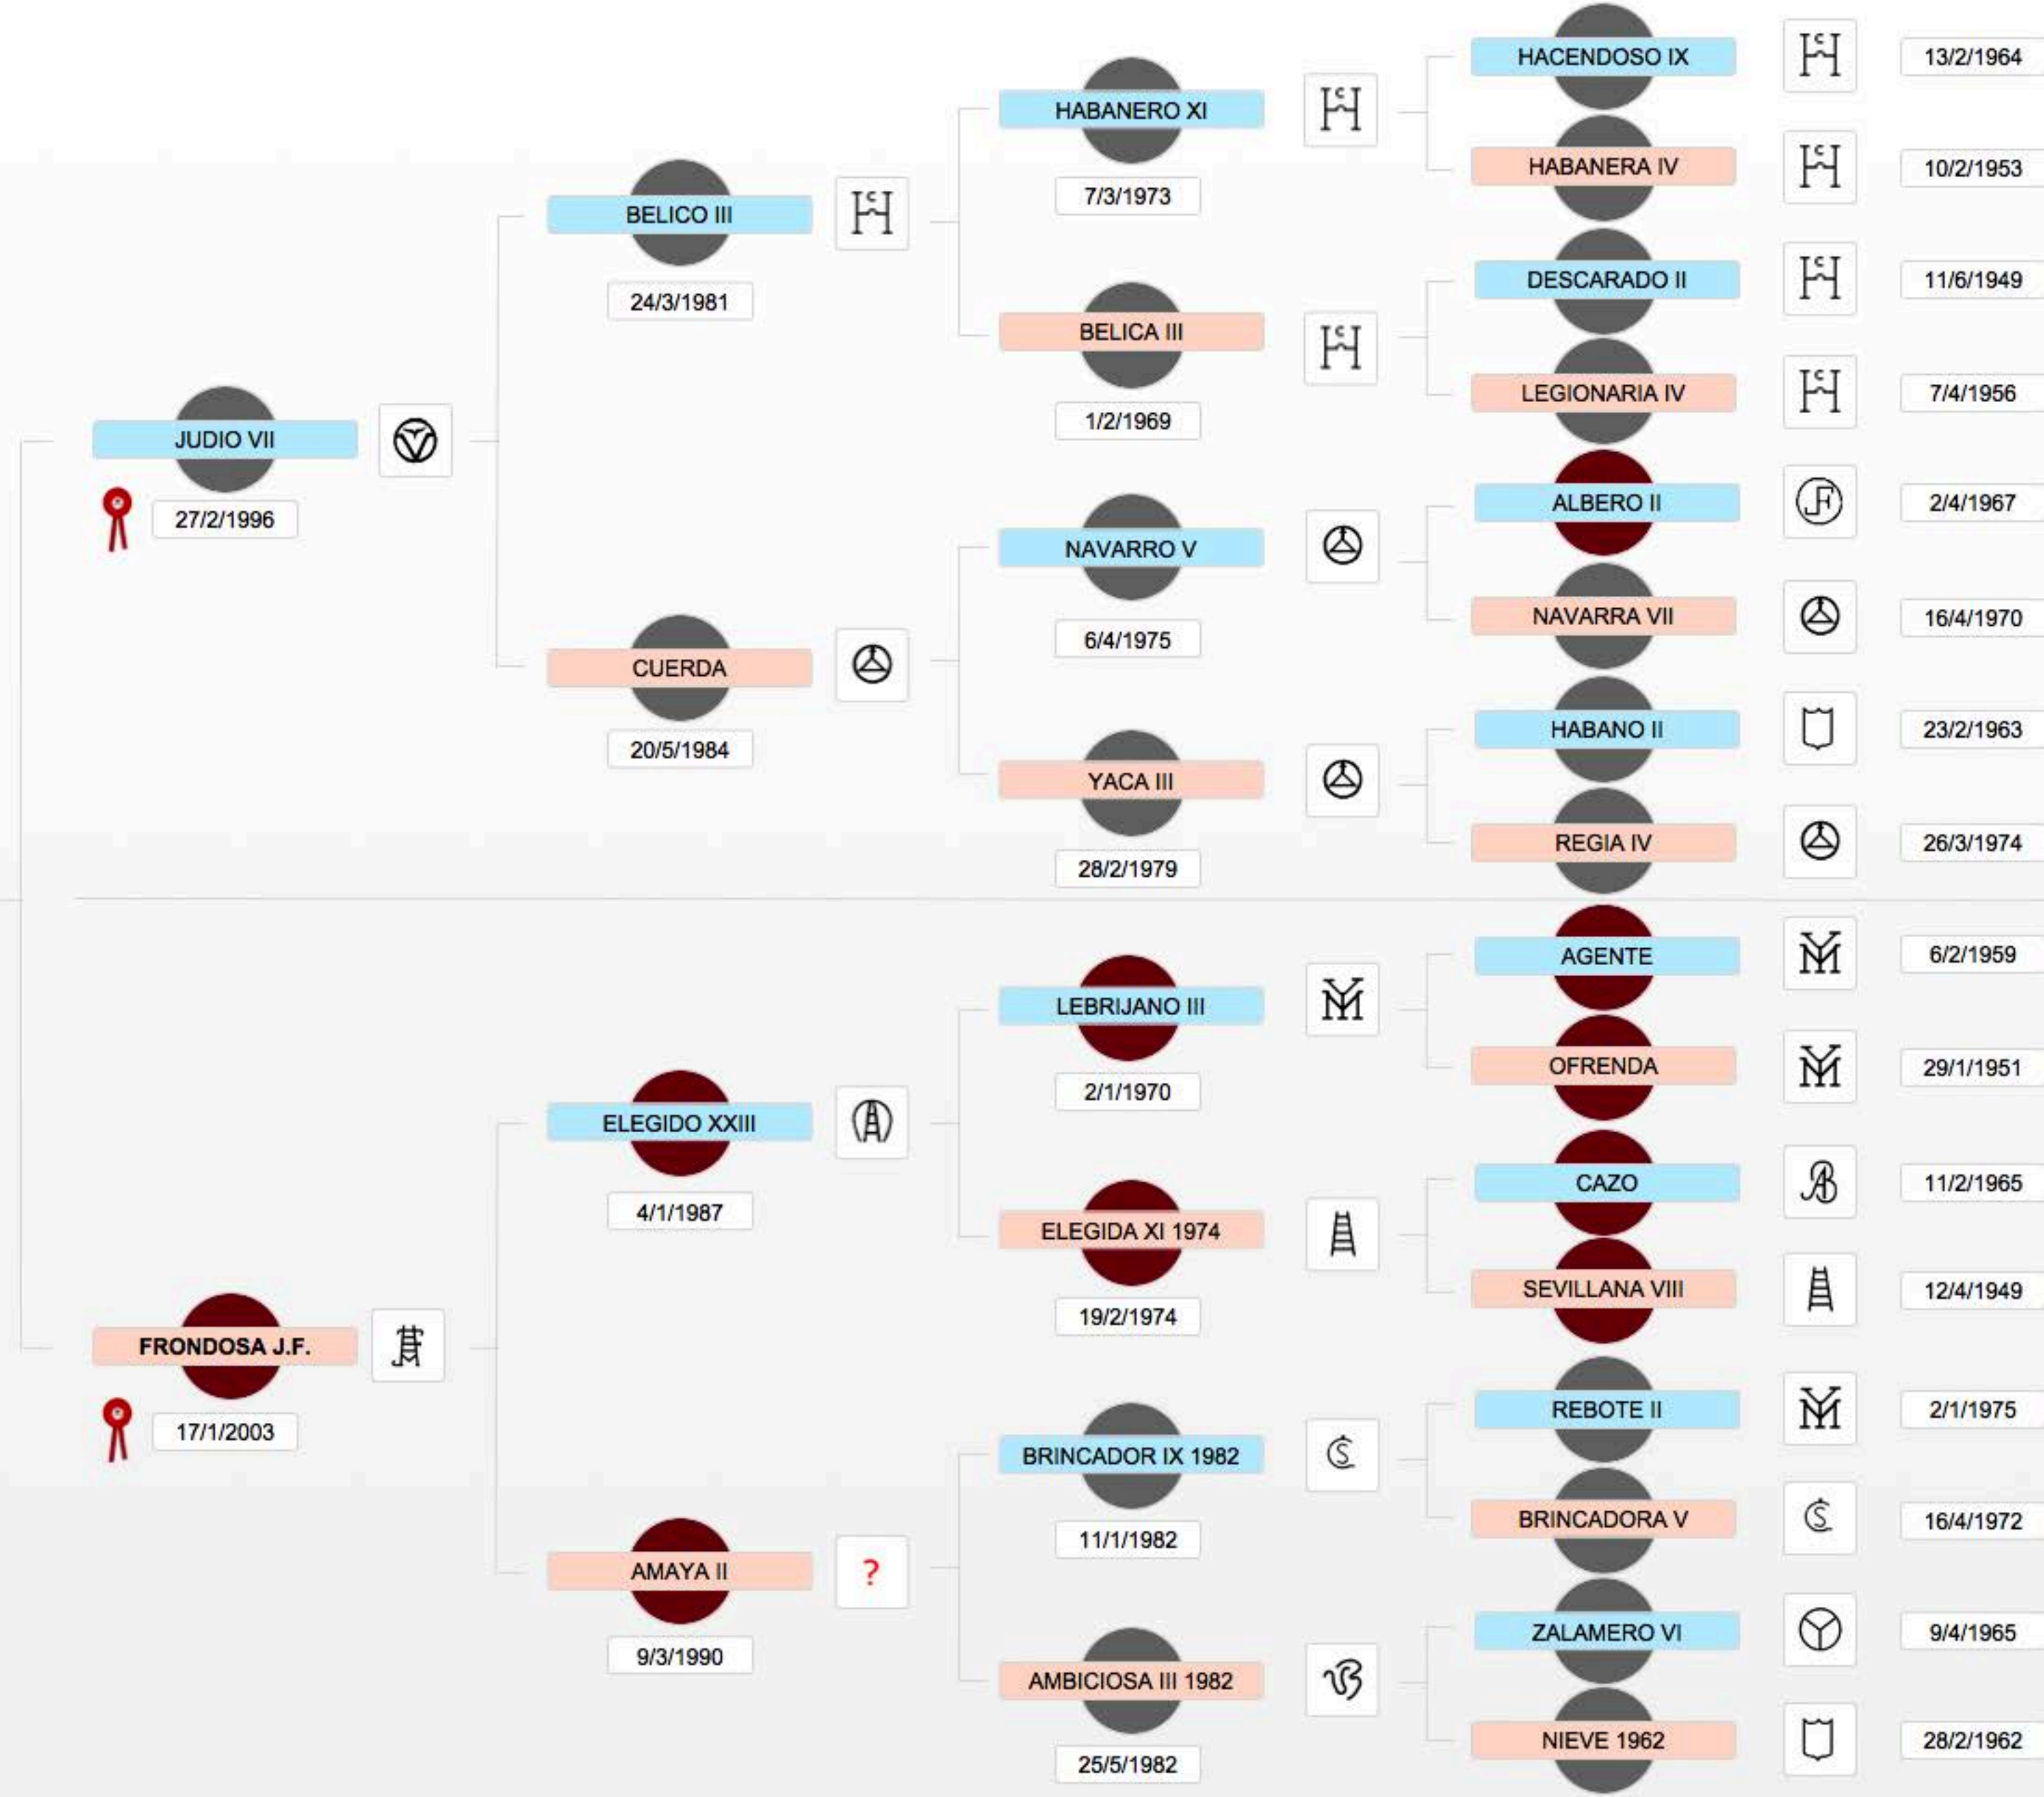 JUDIO VII
27/2/1996
BELICO III
24/3/1981
HABANERO XI
7/3/1973
HACENDOSO IX
13/2/1964
HABANERA IV
10/2/1953
BELICA III
1/2/1969
DESCARADO II
11/6/1949
LEGIONARIA IV
7/4/1956
CUERDA
20/5/1984
NAVARRO V
6/4/1975
ALBERO II
2/4/1967
NAVARRA VII
16/4/1970
YACA III
28/2/1979
HABANO II
23/2/1963
REGIA IV
26/3/1974
FRONDOSA J.F.
17/1/2003
ELEGIDO XXIII
4/1/1987
LEBRIJANO III
2/1/1970
AGENTE
6/2/1959
OFRENDA
29/1/1951
ELEGIDA XI 1974
19/2/1974
CAZO
11/2/1965
SEVILLANA VIII
12/4/1949
AMAYA II
?
9/3/1990
BRINCADOR IX 1982
11/1/1982
REBOTE II
2/1/1975
BRINCADORA V
16/4/1972
AMBICIOSA III 1982
25/5/1982
ZALAMERO VI
9/4/1965
NIEVE 1962
28/2/1962